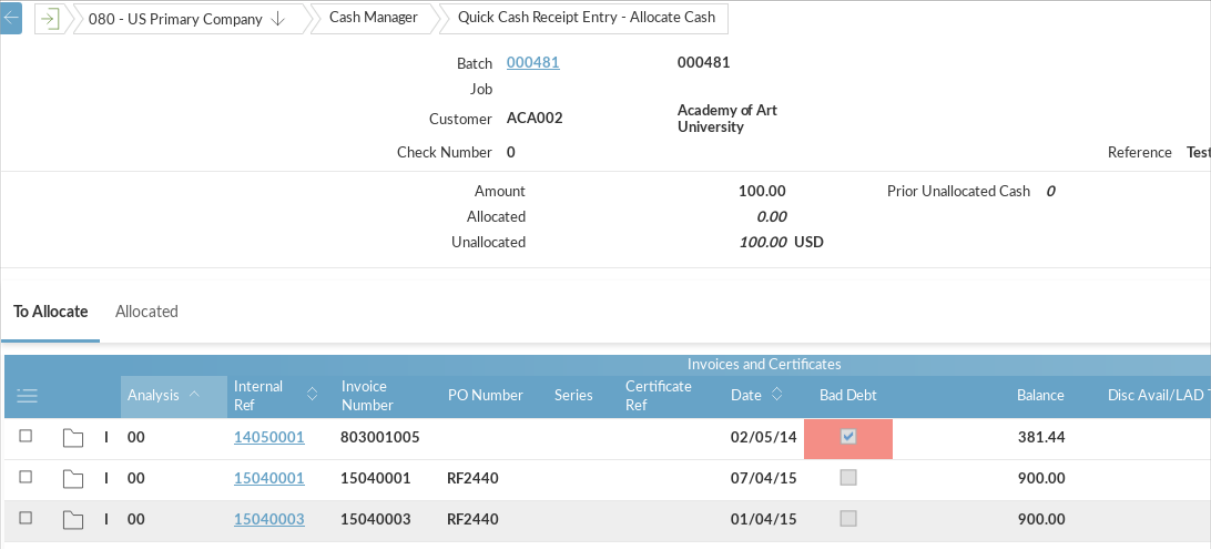 080 - US Primary Company Cash Manager Quick Cash Receipt Entry - Allocate Cash
Batch 000481 000481
Job
Customer ACA002 Academy of Art
University
Check Number 0 Reference Test
Amount 100.00 Prior Unallocated Cash 0
Allocated 0.00
Unallocated 100.00 USD
To Allocate Allocated
Invoices and Certificates
Analysis Internal Ref Invoice Number PO Number Series Certificate Ref Date Bad Debt Balance Disc Avail/LAD
I 00 14050001 803001005 02/05/14 381.44
I 00 15040001 15040001 RF2440 07/04/15 900.00
I 00 15040003 15040003 RF2440 01/04/15 900.00